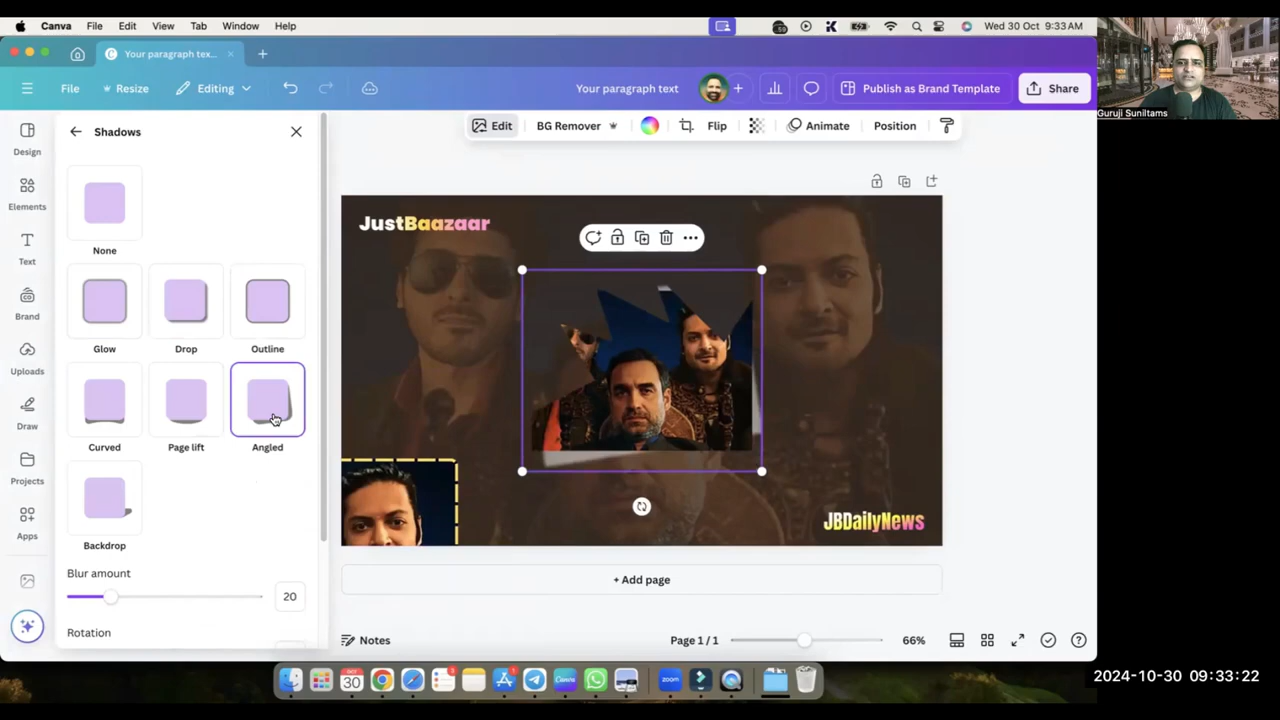 Canva File Edit View Tab Window Help
Wed 30 Oct 9:33 AM
Your paragraph tex...
File Resize Editing
Your paragraph text
Publish as Brand Template
Share
Guruji Suniltams
Design
Elements
Text
Brand
Uploads
Draw
Projects
Apps
Shadows
None
Glow Drop Outline
Curved Page lift Angled
Backdrop
Blur amount
20
Rotation
Edit BG Remover Flip Animate Position
JustBaazaar
JBDailyNews
+ Add page
Notes
Page 1 / 1
66%
OCT
30
Canva
zoom
2024-10-30 09:33:22